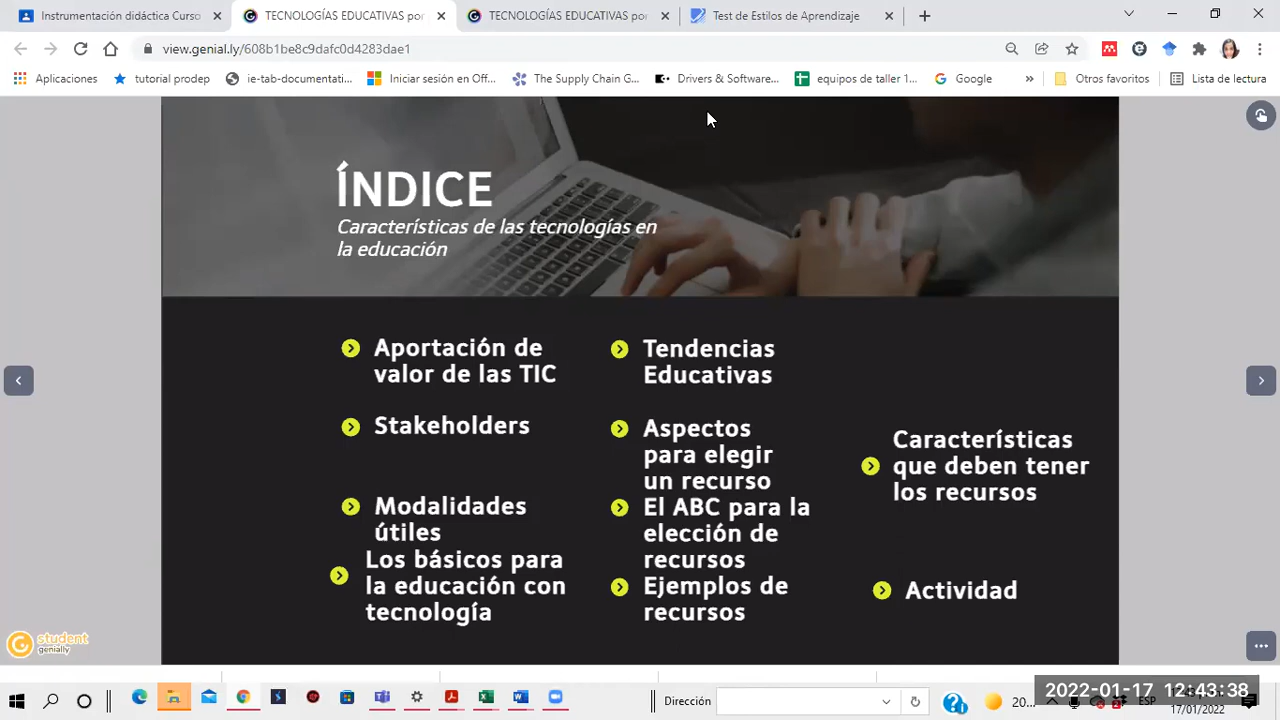 Instrumentación didáctica Curso
TECNOLOGÍAS EDUCATIVAS por
TECNOLOGÍAS EDUCATIVAS por
Test de Estilos de Aprendizaje
view.genial.ly/608b1be8c9dafc0d4283dae1
Aplicaciones
tutorial prodep
ie-tab-documentati...
Iniciar sesión en Of...
The Supply Chain G...
Drivers & Software...
equipos de taller 1...
Google
»
Otros favoritos
Lista de lectura
ÍNDICE
Características de las tecnologías en
la educación
Aportación de
valor de las TIC
Stakeholders
Modalidades
útiles
Los básicos para
la educación con
tecnología
Tendencias
Educativas
Aspectos
para elegir
un recurso
El ABC para la
elección de
recursos
Ejemplos de
recursos
Características
que deben tener
los recursos
Actividad
student
genially
Dirección
20...
ESP
2022-01-17 12:43:38
17/01/2022